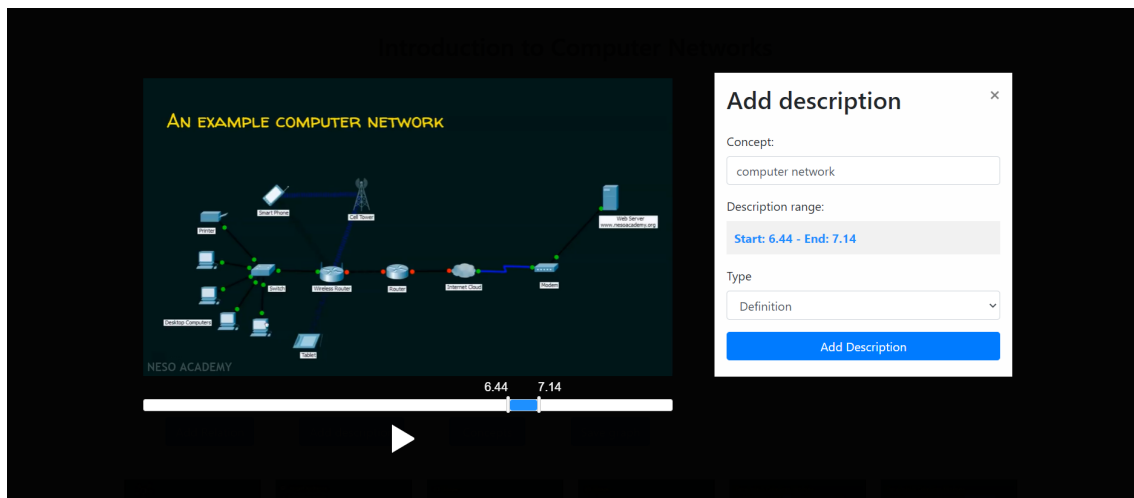 Introduction to Computer Networks
AN EXAMPLE COMPUTER NETWORK
Smart Phone
Cell Tower
Printer
Web Server
www.nesoacademy.org
Switch
Wireless Router
Router
Internet Cloud
Modem
Desktop Computers
Tablet
NESO ACADEMY
6.44 7.14
Add description
×
Concept:
computer network
Description range:
Start: 6.44 - End: 7.14
Type
Definition
Add Description